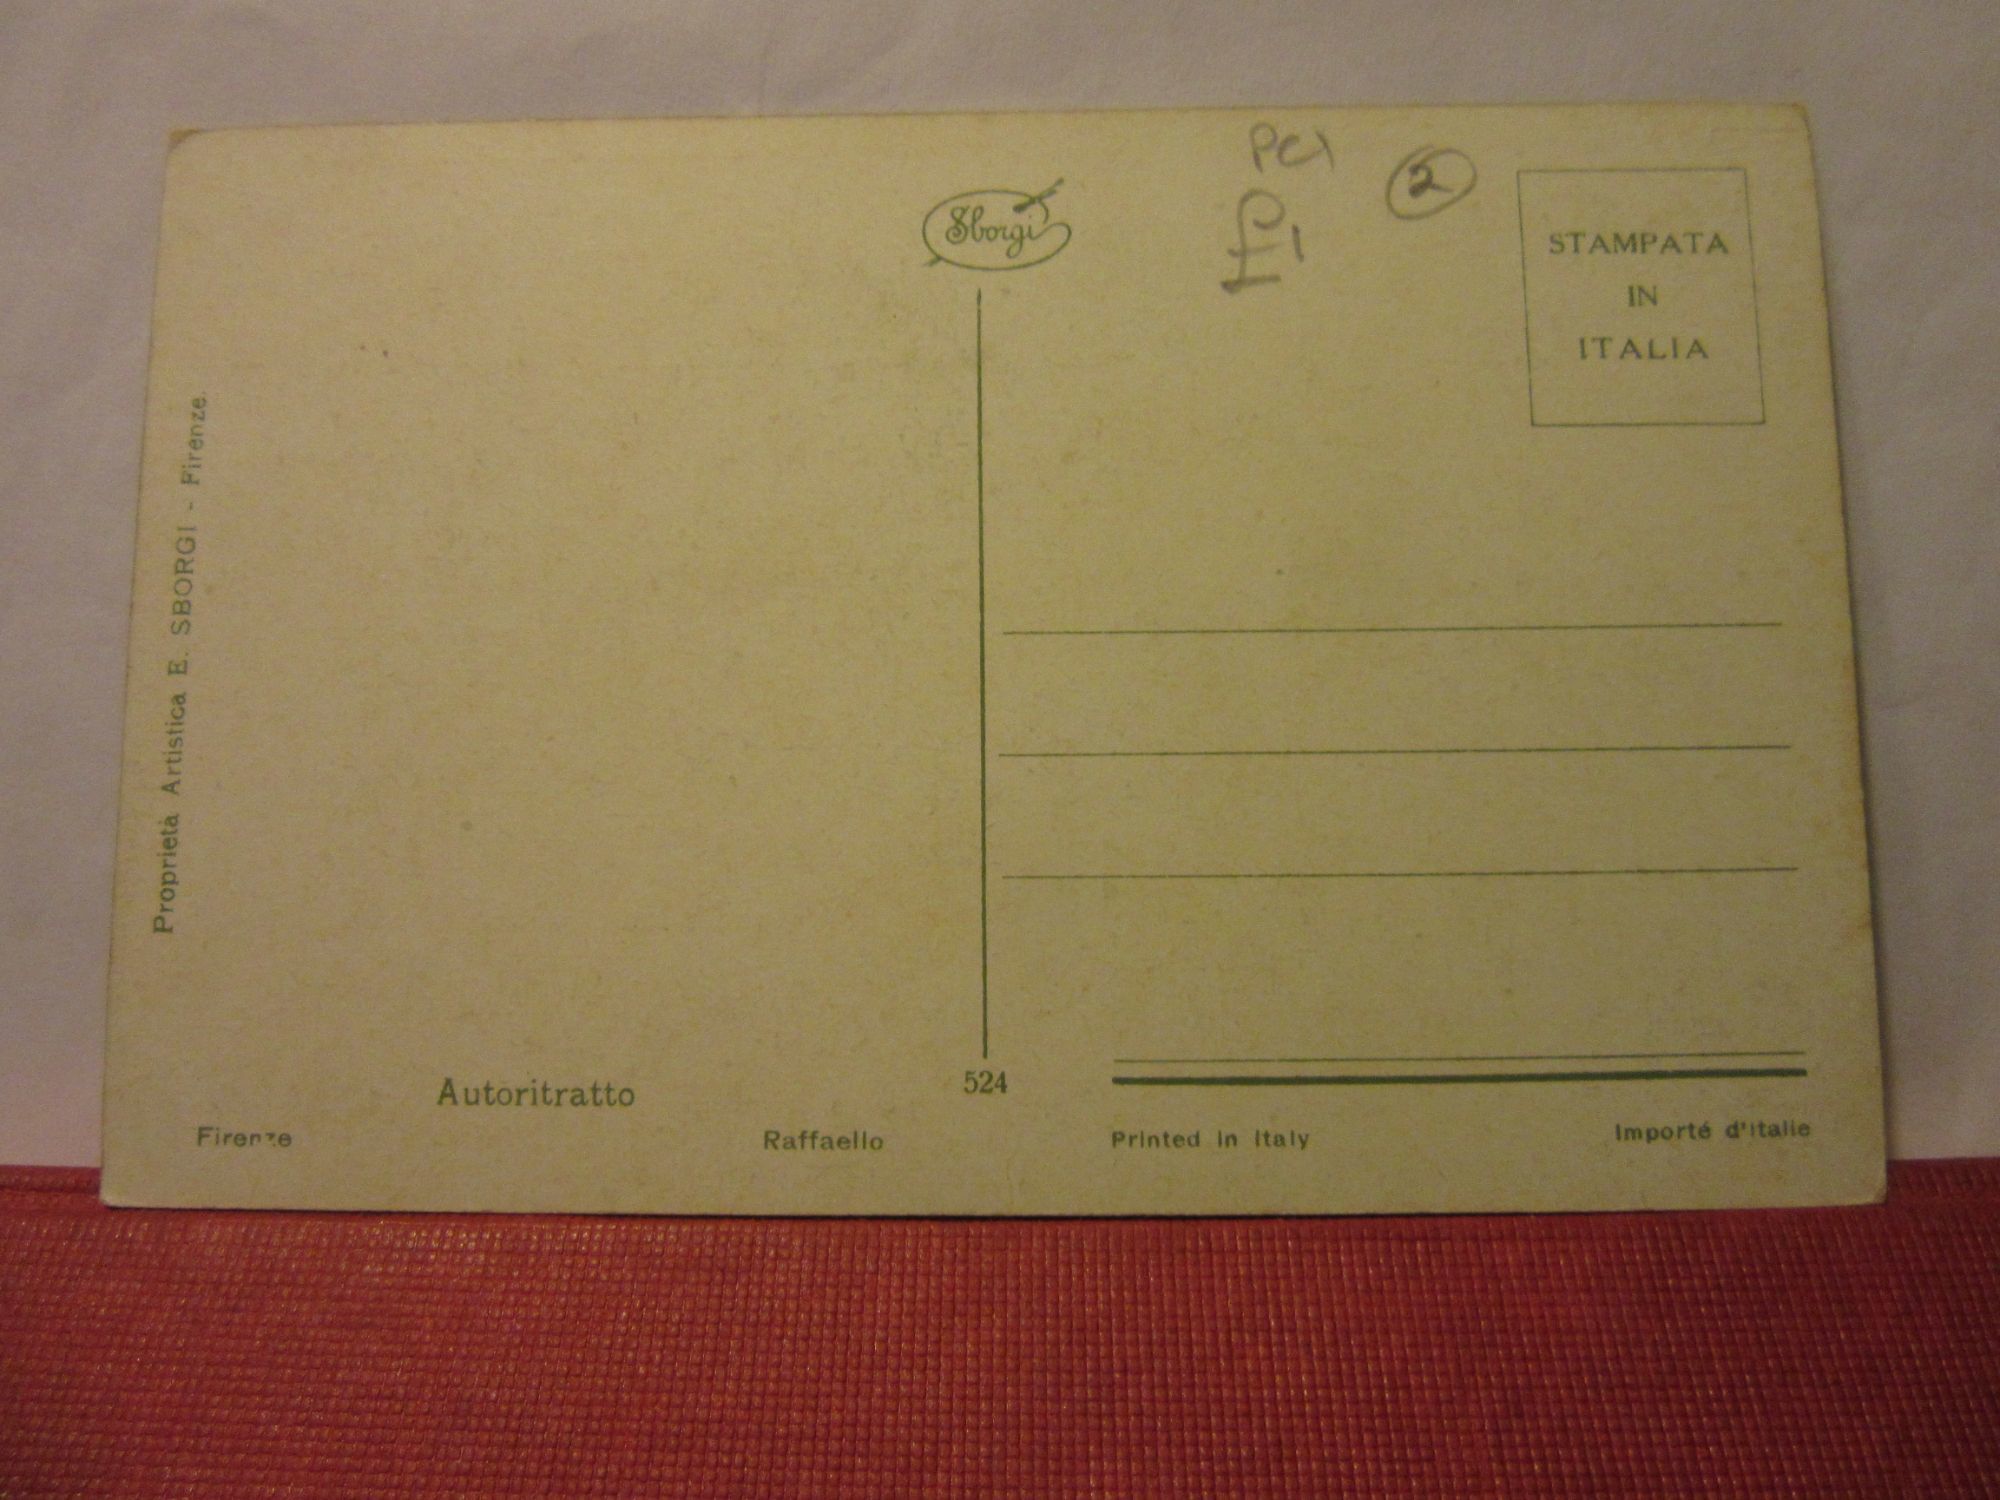 Proprietà Artistica E. SBORGI - Firenze
Sborgi
PC1
£1
2
STAMPATA
IN
ITALIA
Autoritratto
524
Firenze
Raffaello
Printed in Italy
Importé d'Italie